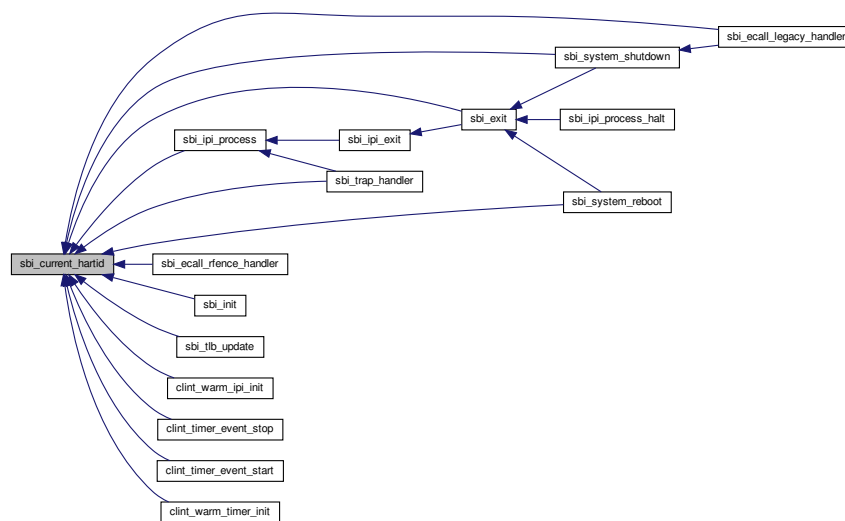 sbi_ecall_legacy_handler
sbi_system_shutdown
sbi_exit
sbi_ipi_process_halt
sbi_ipi_process
sbi_ipi_exit
sbi_trap_handler
sbi_system_reboot
sbi_current_hartid
sbi_ecall_rfence_handler
sbi_init
sbi_tlb_update
clint_warm_ipi_init
clint_timer_event_stop
clint_timer_event_start
clint_warm_timer_init